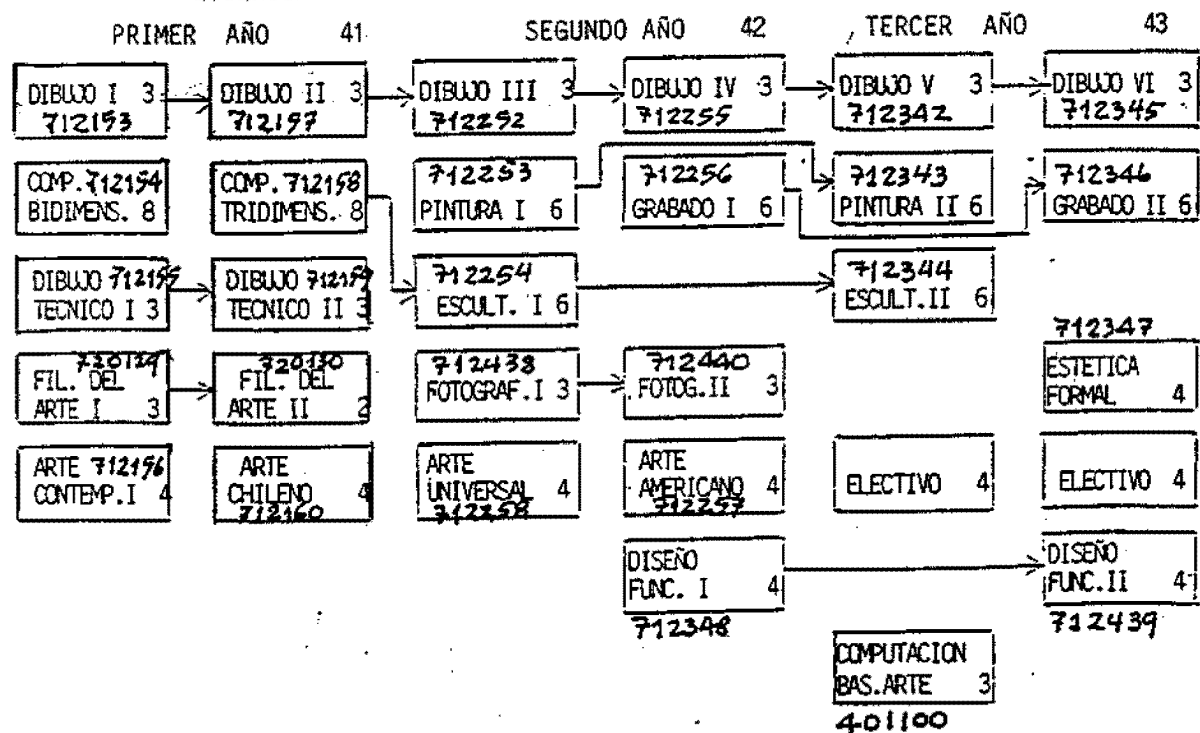 PRIMER AÑO 41
SEGUNDO AÑO 42
TERCER AÑO 43
DIBUJO I 3
712153
DIBUJO II 3
712157
DIBUJO III 3
712252
DIBUJO IV 3
712255
DIBUJO V 3
712342
DIBUJO VI 3
712345
COMP. 712154
BIDIMENS. 8
COMP. 712158
TRIDIMENS. 8
712253
PINTURA I 6
712256
GRABADO I 6
712343
PINTURA II 6
712346
GRABADO II 6
DIBUJO 712155
TECNICO I 3
DIBUJO 712159
TECNICO II 3
712254
ESCULT. I 6
712344
ESCULT.II 6
720129
FIL. DEL
ARTE I 3
720130
FIL. DEL
ARTE II 2
712438
FOTOGRAF.I 3
712440
FOTOG.II 3
712347
ESTETICA
FORMAL 4
ARTE 712156
CONTEMP.I 4
ARTE
CHILENO 4
712160
ARTE
UNIVERSAL 4
712258
ARTE
AMERICANO 4
712257
ELECTIVO 4
ELECTIVO 4
DISEÑO
FUNC. I 4
712348
DISEÑO
FUNC.II 4
712439
COMPUTACION
BAS.ARTE 3
401100